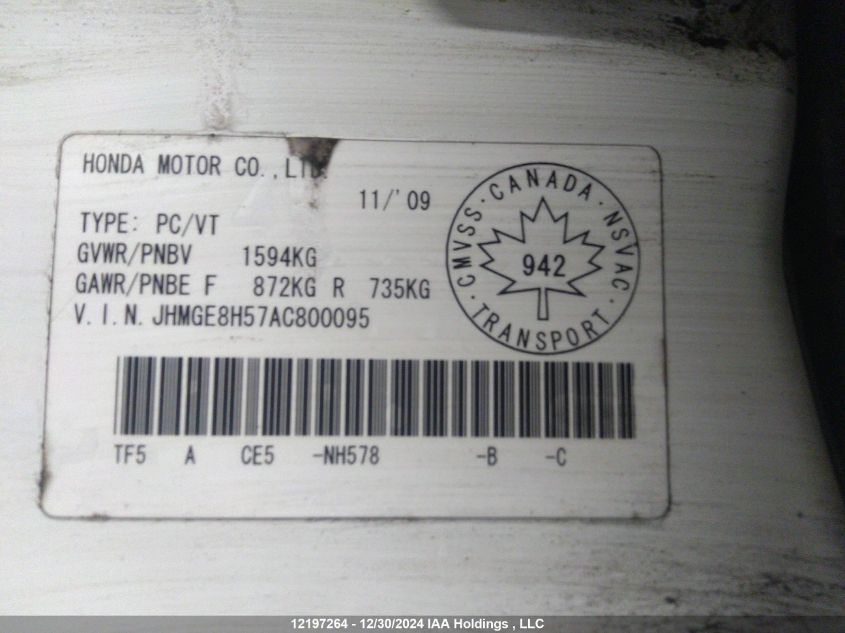 HONDA MOTOR CO.,LTD.
11/'09
TYPE: PC/VT
GVWR/PNBV 1594KG
GAWR/PNBE F 872KG R 735KG
V.I.N. JHMGE8H57AC800095
CMVSS · CANADA · NSVAC · TRANSPORT ·
942
TF5 A CE5 -NH578 -B -C
12197264 - 12/30/2024 IAA Holdings , LLC